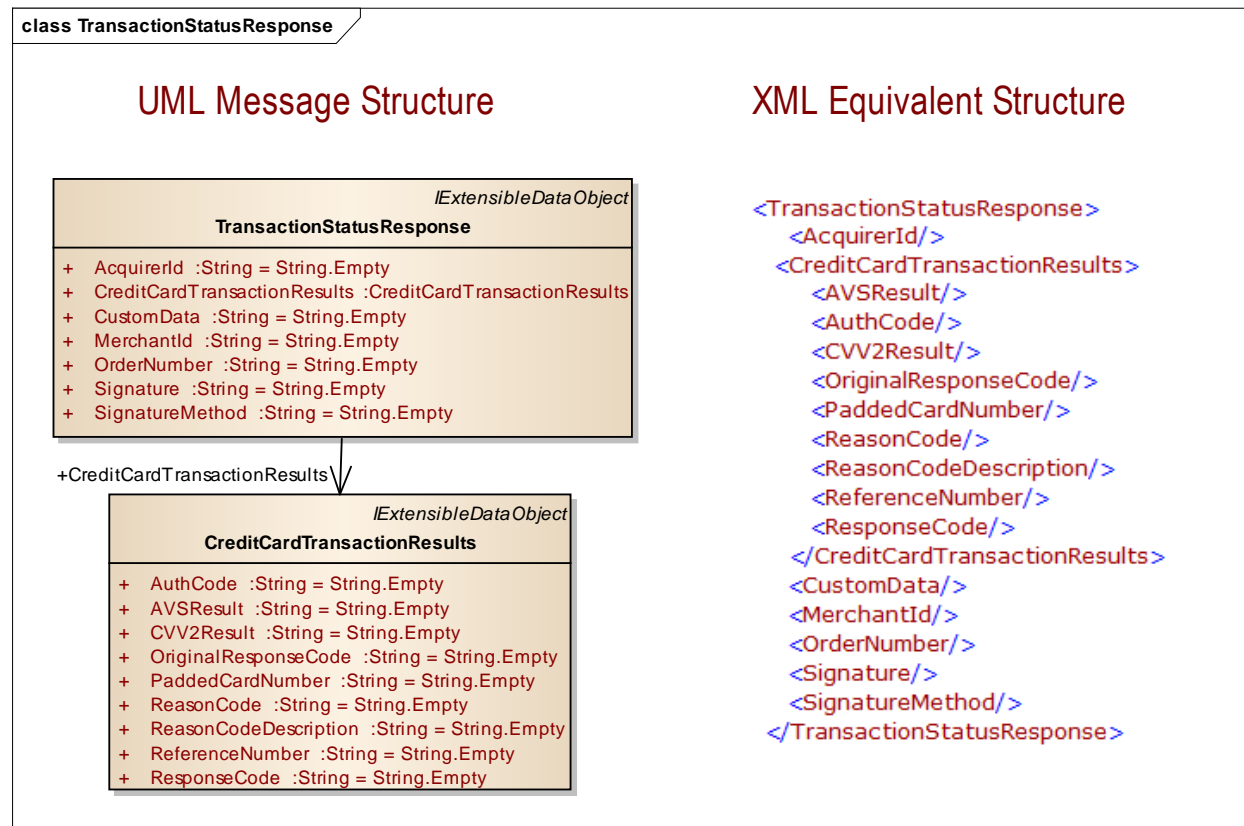 class TransactionStatusResponse
UML Message Structure
XML Equivalent Structure
IExtensibleDataObject
TransactionStatusResponse
+ AcquirerId :String = String.Empty
+ CreditCardTransactionResults :CreditCardTransactionResults
+ CustomData :String = String.Empty
+ MerchantId :String = String.Empty
+ OrderNumber :String = String.Empty
+ Signature :String = String.Empty
+ SignatureMethod :String = String.Empty
+CreditCardTransactionResults
IExtensibleDataObject
CreditCardTransactionResults
+ AuthCode :String = String.Empty
+ AVSResult :String = String.Empty
+ CVV2Result :String = String.Empty
+ OriginalResponseCode :String = String.Empty
+ PaddedCardNumber :String = String.Empty
+ ReasonCode :String = String.Empty
+ ReasonCodeDescription :String = String.Empty
+ ReferenceNumber :String = String.Empty
+ ResponseCode :String = String.Empty
<TransactionStatusResponse>
<AcquirerId/>
<CreditCardTransactionResults>
<AVSResult/>
<AuthCode/>
<CVV2Result/>
<OriginalResponseCode/>
<PaddedCardNumber/>
<ReasonCode/>
<ReasonCodeDescription/>
<ReferenceNumber/>
<ResponseCode/>
</CreditCardTransactionResults>
<CustomData/>
<MerchantId/>
<OrderNumber/>
<Signature/>
<SignatureMethod/>
</TransactionStatusResponse>